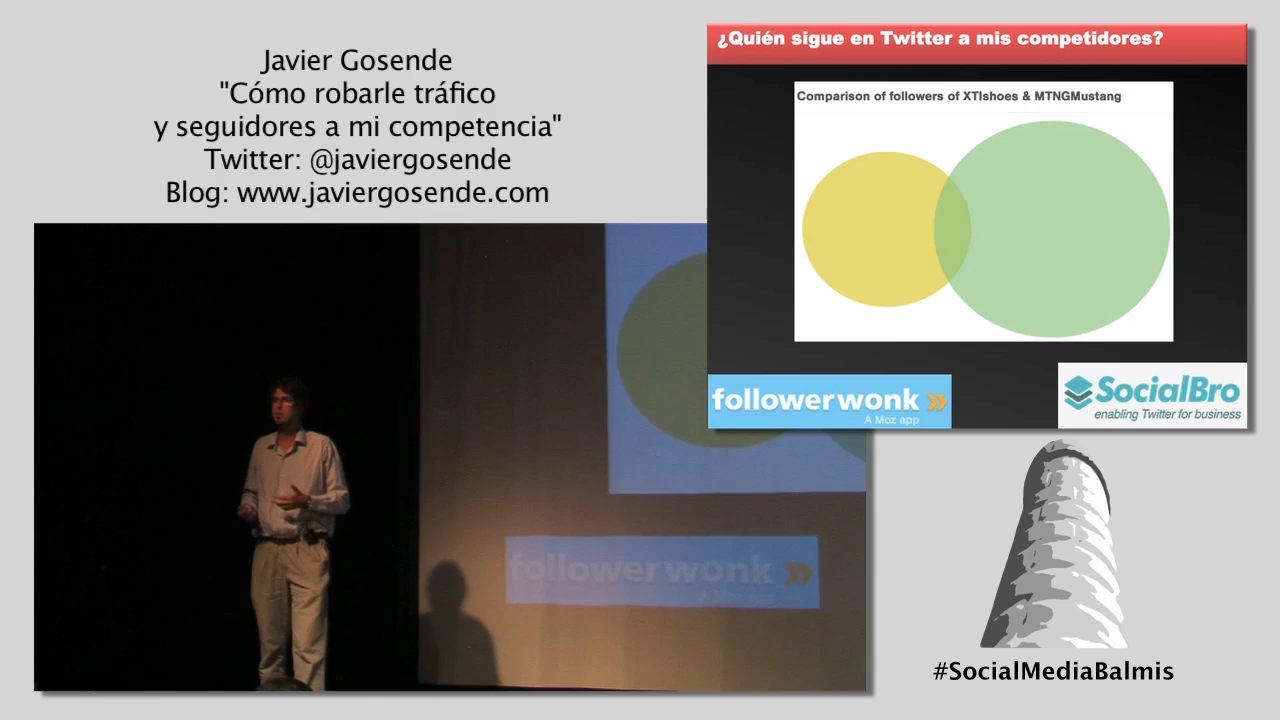 Javier Gosende
"Cómo robarle tráfico
y seguidores a mi competencia"
Twitter: @javiergosende
Blog: www.javiergosende.com
¿Quién sigue en Twitter a mis competidores?
Comparison of followers of XTIshoes & MTNGMustang
followerwonk
A Moz app
SocialBro
enabling Twitter for business
followerwonk
A Moz app
#SocialMediaBalmis